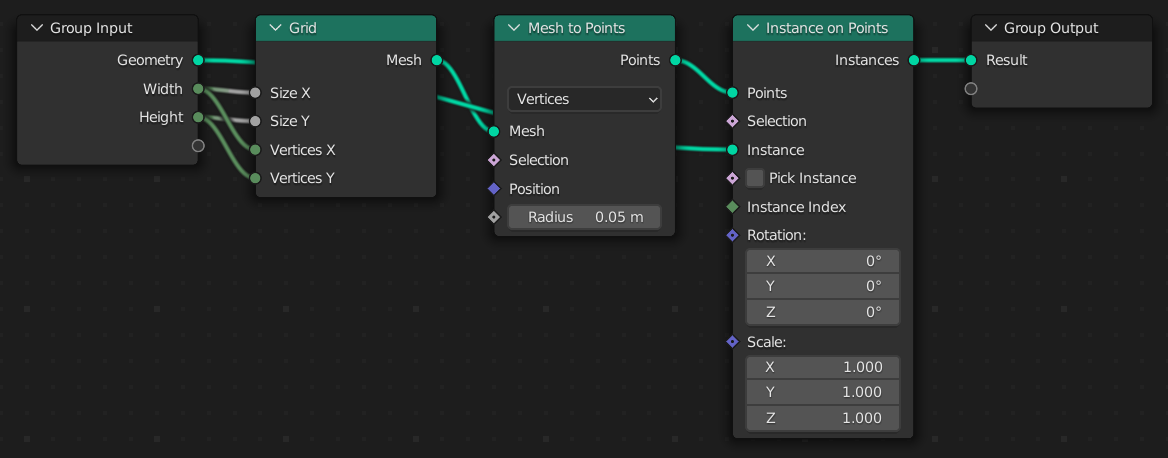 Group Input
Geometry
Width
Height
Grid
Mesh
Size X
Size Y
Vertices X
Vertices Y
Mesh to Points
Points
Vertices
Mesh
Selection
Position
Radius 0.05 m
Instance on Points
Instances
Points
Selection
Instance
Pick Instance
Instance Index
Rotation:
X 0°
Y 0°
Z 0°
Scale:
X 1.000
Y 1.000
Z 1.000
Group Output
Result